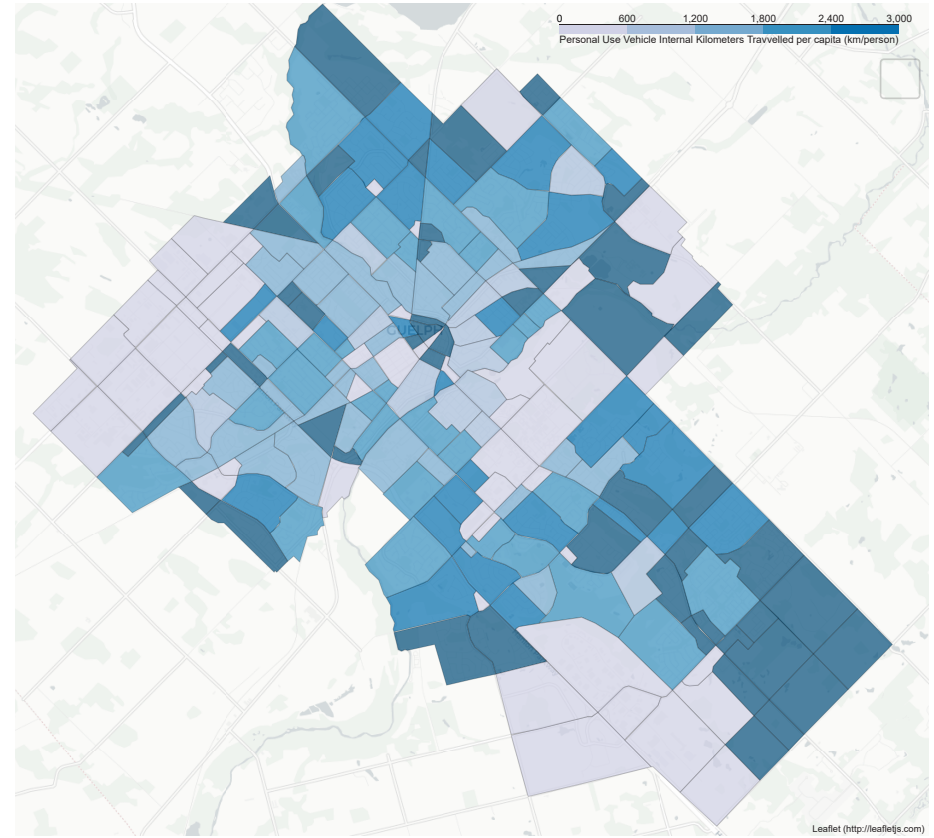 0 600 1,200 1,800 2,400 3,000
Personal Use Vehicle Internal Kilometers Travvelled per capita (km/person)
GUELPH
Leaflet (http://leafletjs.com)